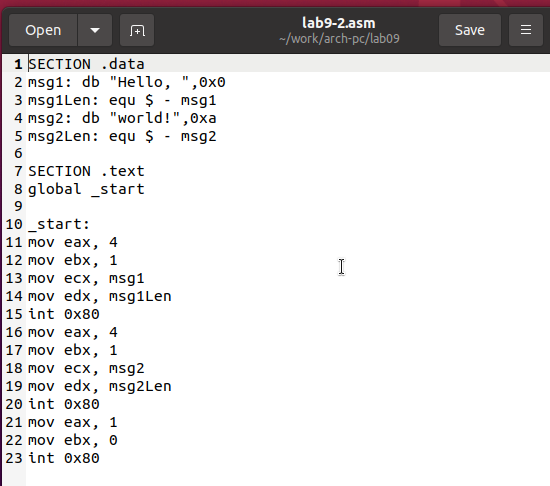 Open
lab9-2.asm
~/work/arch-pc/lab09
Save
1 SECTION .data
2 msg1: db "Hello, ",0x0
3 msg1Len: equ $ - msg1
4 msg2: db "world!",0xa
5 msg2Len: equ $ - msg2
6
7 SECTION .text
8 global _start
9
10 _start:
11 mov eax, 4
12 mov ebx, 1
13 mov ecx, msg1
14 mov edx, msg1Len
15 int 0x80
16 mov eax, 4
17 mov ebx, 1
18 mov ecx, msg2
19 mov edx, msg2Len
20 int 0x80
21 mov eax, 1
22 mov ebx, 0
23 int 0x80